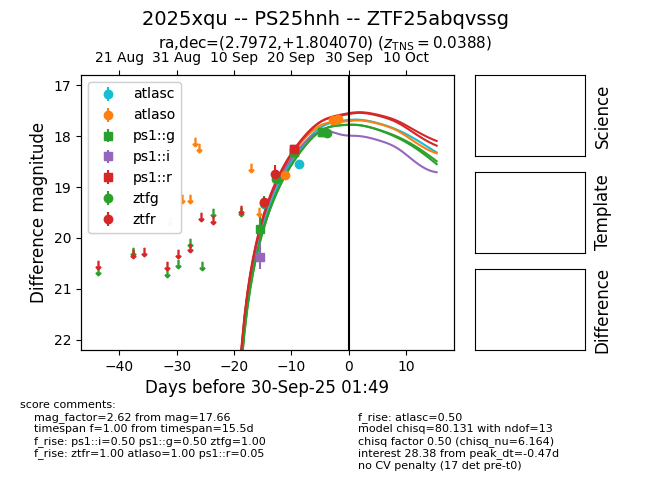 2025xqu -- PS25hnh -- ZTF25abqvssg
ra,dec=(2.7972,+1.804070) (zTNS = 0.0388)
21 Aug 31 Aug 10 Sep 20 Sep 30 Sep 10 Oct
17
18
19
20
21
22
Difference magnitude
atlasc
atlaso
ps1::g
ps1::i
ps1::r
ztfg
ztfr
−40 −30 −20 −10 0 10
Days before 30-Sep-25 01:49
Science
Template
Difference
score comments:
mag_factor=2.62 from mag=17.66
timespan f=1.00 from timespan=15.5d
f_rise: ps1::i=0.50 ps1::g=0.50 ztfg=1.00
f_rise: ztfr=1.00 atlaso=1.00 ps1::r=0.05
f_rise: atlasc=0.50
model chisq=80.131 with ndof=13
chisq factor 0.50 (chisq_nu=6.164)
interest 28.38 from peak_dt=-0.47d
no CV penalty (17 det pre-t0)